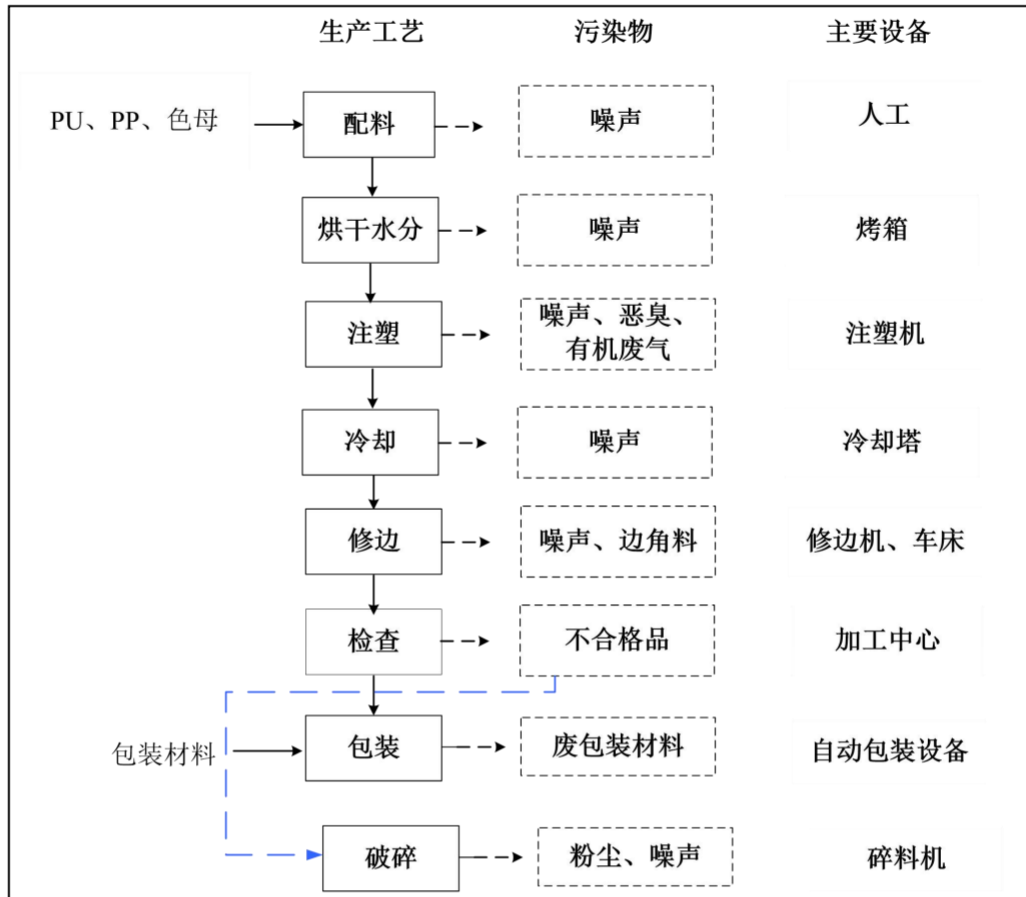 生产工艺 污染物 主要设备
PU、PP、色母 配料 噪声 人工
烘干水分 噪声 烤箱
注塑 噪声、恶臭、
有机废气 注塑机
冷却 噪声 冷却塔
修边 噪声、边角料 修边机、车床
检查 不合格品 加工中心
包装材料 包装 废包装材料 自动包装设备
破碎 粉尘、噪声 碎料机